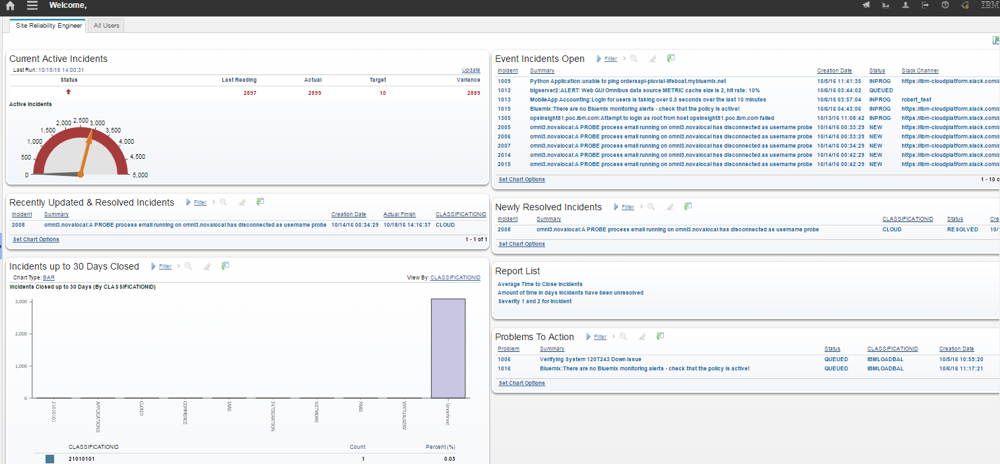 Welcome,
IBM
Site Reliability Engineer All Users
Current Active Incidents
Last Run: 10/18/16 14:00:31 Update
Status Last Reading Actual Target Variance
2897 2899 10 2889
Active Incidents
0 500 1,000 1,500 2,000 2,500 3,000 3,500 4,000 4,500 5,000
Recently Updated & Resolved Incidents Filter
Incident Summary Creation Date Actual Finish CLASSIFICATIONID
2008 omni3.novalocal:A PROBE process email running on omni3.novalocal has disconnected as username probe 10/14/16 00:34:29 10/18/16 14:16:37 CLOUD
Set Chart Options 1 - 1 of 1
Incidents up to 30 Days Closed Filter
Chart Type: BAR View By: CLASSIFICATIONID
Incidents Closed up to 30 Days (By CLASSIFICATIONID)
3,000
2,000
1,000
0
21010101 APPLICATIONS CLOUD COMMERCE IAAS INTEGRATION NETWORK PAAS VIRTUALSERV Undefined
CLASSIFICATIONID Count Percent (%)
21010101 1 0.03
Event Incidents Open Filter
Incident Summary Creation Date Status Slack Channel
1009 Python Application:unable to ping ordersapi-pluvial-lifeboat.mybluemix.net 10/5/16 11:41:35 INPROG https://ibm-cloudplatform.slack.com/a
1012 bigserver2:ALERT: Web GUI Omnibus data source METRIC cache size is 2, hit rate: 10% 10/6/16 03:44:02 QUEUED
1013 MobileApp Accounting:Login for users is taking over 0.5 seconds over the last 10 minutes 10/6/16 03:57:04 INPROG robert_test
1015 Bluemix:There are no Bluemix monitoring alerts - check that the policy is active! 10/6/16 04:43:06 INPROG https://ibm-cloudplatform.slack.com/a
1305 opsinsight81.poc.ibm.com:Attempt to login as root from host opsinsight81.poc.ibm.com failed 10/13/16 11:08:42 INPROG https://ibm-cloudplatform.slack.com/a
2005 omni3.novalocal:A PROBE process email running on omni3.novalocal has disconnected as username probe 10/14/16 00:33:29 NEW https://ibm-cloudplatform.slack.com/a
2006 omni3.novalocal:A PROBE process email running on omni3.novalocal has disconnected as username probe 10/14/16 00:33:29 NEW https://ibm-cloudplatform.slack.com/a
2007 omni3.novalocal:A PROBE process email running on omni3.novalocal has disconnected as username probe 10/14/16 00:34:29 NEW https://ibm-cloudplatform.slack.com/a
2014 omni3.novalocal:A PROBE process email running on omni3.novalocal has disconnected as username probe 10/14/16 00:42:29 NEW https://ibm-cloudplatform.slack.com/a
2015 omni3.novalocal:A PROBE process email running on omni3.novalocal has disconnected as username probe 10/14/16 00:42:29 NEW https://ibm-cloudplatform.slack.com/a
Set Chart Options 1 - 10 o
Newly Resolved Incidents Filter
Incident Summary CLASSIFICATIONID Status Cre
2008 omni3.novalocal:A PROBE process email running on omni3.novalocal has disconnected as username probe CLOUD RESOLVED 10/
Set Chart Options
Report List
Average Time to Close Incidents
Amount of time in days incidents have been unresolved
Severity 1 and 2 for Incident
Problems To Action Filter
Problem Summary Status CLASSIFICATIONID Creation Date
1006 Verifying System 120T243 Down Issue QUEUED IBMLOADBAL 10/5/16 10:59:20
1016 Bluemix:There are no Bluemix monitoring alerts - check that the policy is active! QUEUED IBMLOADBAL 10/6/16 11:17:21
Set Chart Options